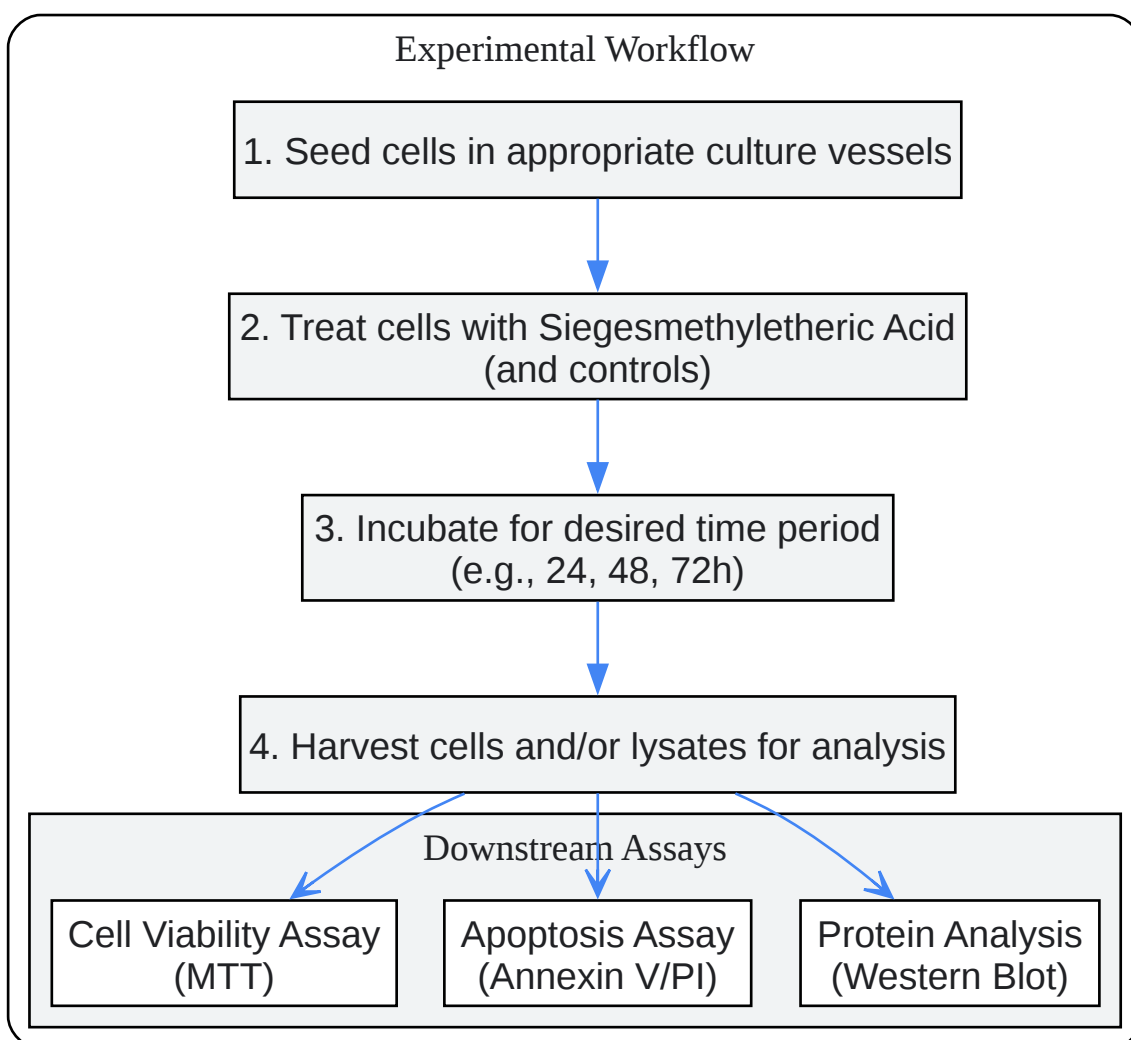 Experimental Workflow
1. Seed cells in appropriate culture vessels
2. Treat cells with Siegesmethyletheric Acid
(and controls)
3. Incubate for desired time period
(e.g., 24, 48, 72h)
4. Harvest cells and/or lysates for analysis
Downstream Assays
Cell Viability Assay
(MTT)
Apoptosis Assay
(Annexin V/PI)
Protein Analysis
(Western Blot)